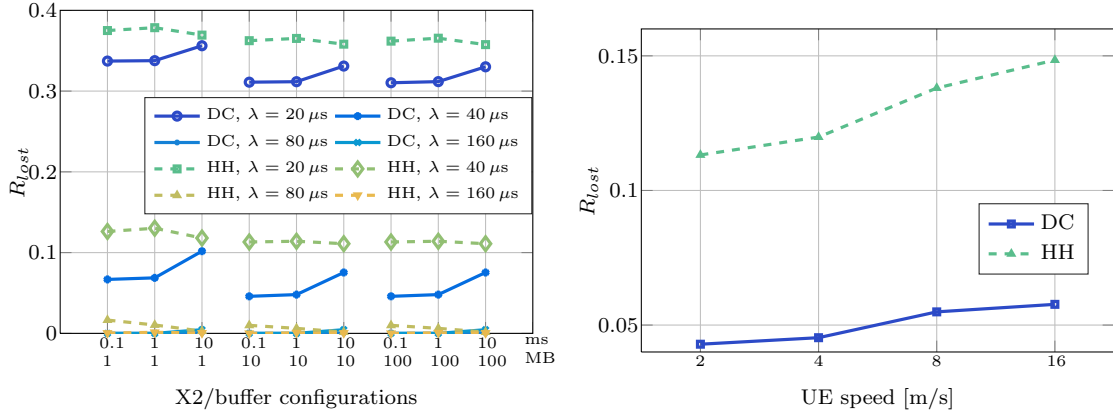 0.4
0.3
0.2
0.1
0
R_lost
DC, λ = 20 μs
DC, λ = 40 μs
DC, λ = 80 μs
DC, λ = 160 μs
HH, λ = 20 μs
HH, λ = 40 μs
HH, λ = 80 μs
HH, λ = 160 μs
0.1 1 10 0.1 1 10 0.1 1 10 ms
1 1 1 10 10 10 100 100 100 MB
X2/buffer configurations
0.15
0.1
0.05
R_lost
DC
HH
2 4 8 16
UE speed [m/s]